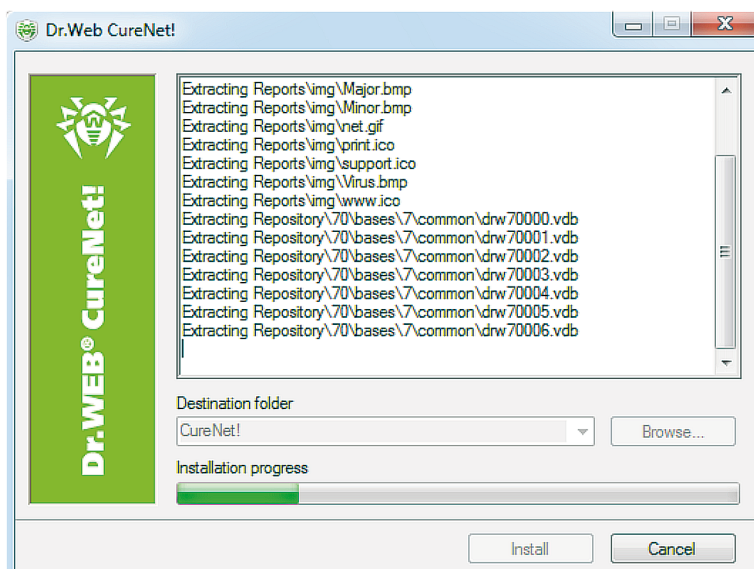 Dr.Web CureNet!
Dr.WEB® CureNet!
Extracting Reports\img\Major.bmp
Extracting Reports\img\Minor.bmp
Extracting Reports\img\net.gif
Extracting Reports\img\print.ico
Extracting Reports\img\support.ico
Extracting Reports\img\Virus.bmp
Extracting Reports\img\www.ico
Extracting Repository\70\bases\7\common\drw70000.vdb
Extracting Repository\70\bases\7\common\drw70001.vdb
Extracting Repository\70\bases\7\common\drw70002.vdb
Extracting Repository\70\bases\7\common\drw70003.vdb
Extracting Repository\70\bases\7\common\drw70004.vdb
Extracting Repository\70\bases\7\common\drw70005.vdb
Extracting Repository\70\bases\7\common\drw70006.vdb
Destination folder
CureNet!
Browse...
Installation progress
Install
Cancel